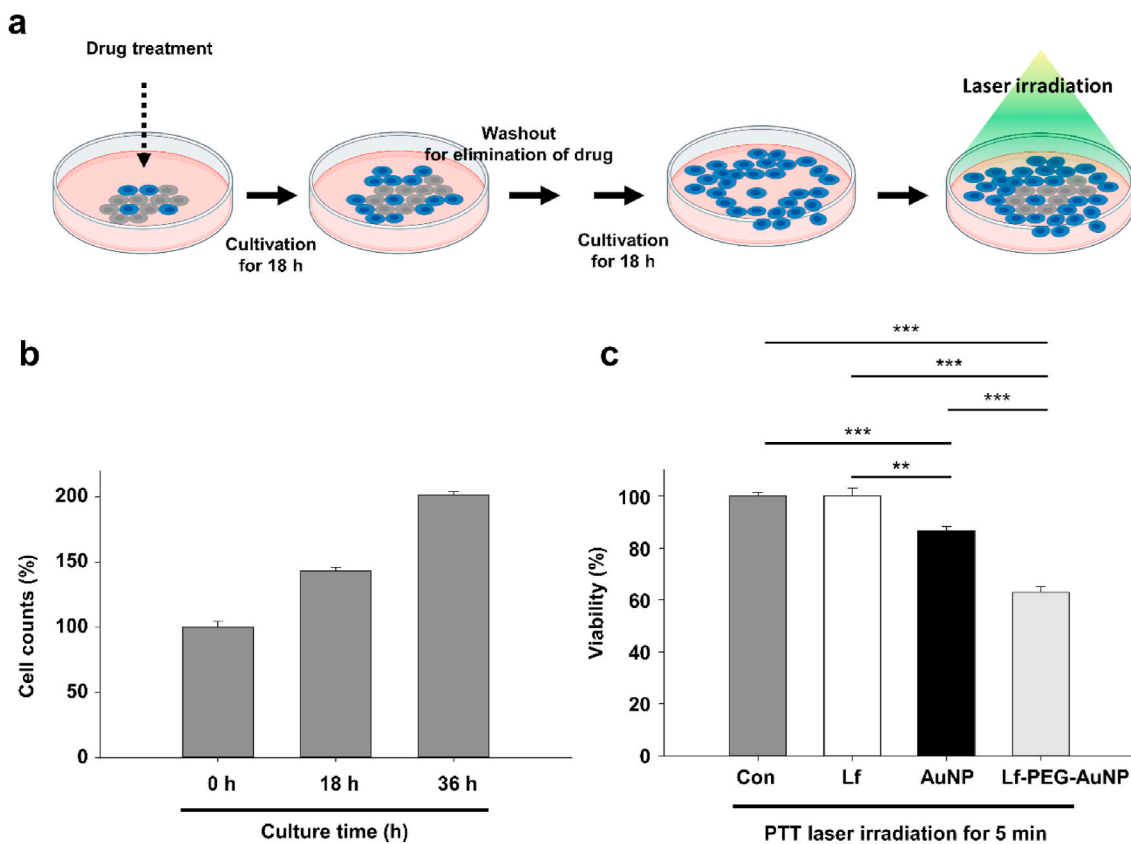 a
Drug treatment
Cultivation
for 18 h
Washout
for elimination of drug
Cultivation
for 18 h
Laser irradiation
b
Cell counts (%)
200
150
100
50
0
0 h
18 h
36 h
Culture time (h)
c
***
***
***
***
**
Viability (%)
100
80
60
40
20
0
Con
Lf
AuNP
Lf-PEG-AuNP
PTT laser irradiation for 5 min